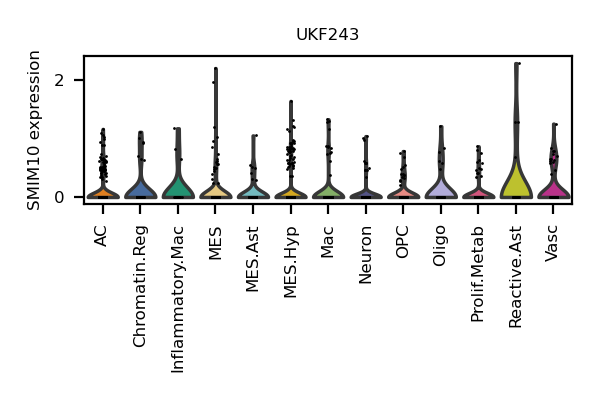 UKF243
SMIM10 expression
2
0
AC
Chromatin.Reg
Inflammatory.Mac
MES
MES.Ast
MES.Hyp
Mac
Neuron
OPC
Oligo
Prolif.Metab
Reactive.Ast
Vasc